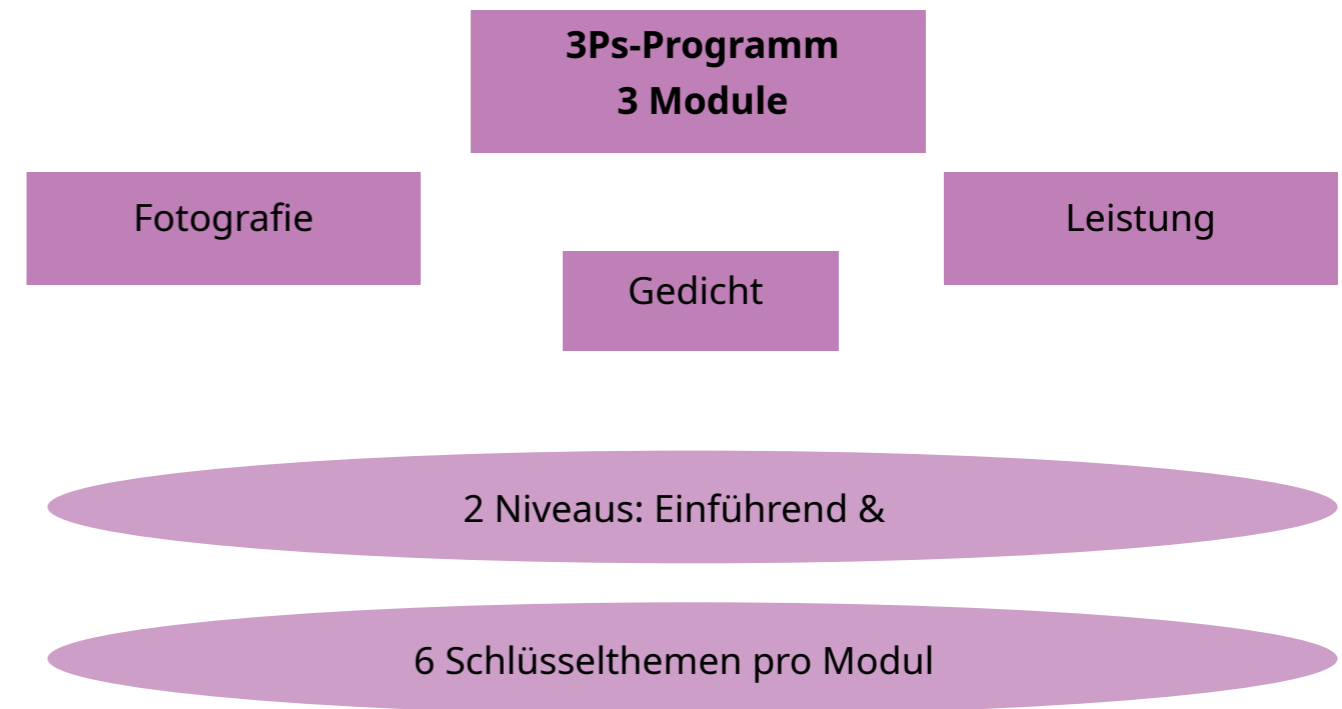 3Ps-Programm
3 Module
Fotografie
Leistung
Gedicht
2 Niveaus: Einführend &
6 Schlüsselthemen pro Modul